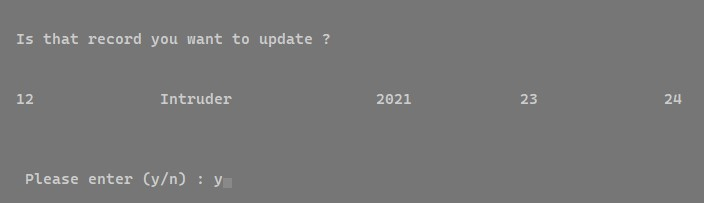 Is that record you want to update ?
12 Intruder 2021 23 24
Please enter (y/n) : y